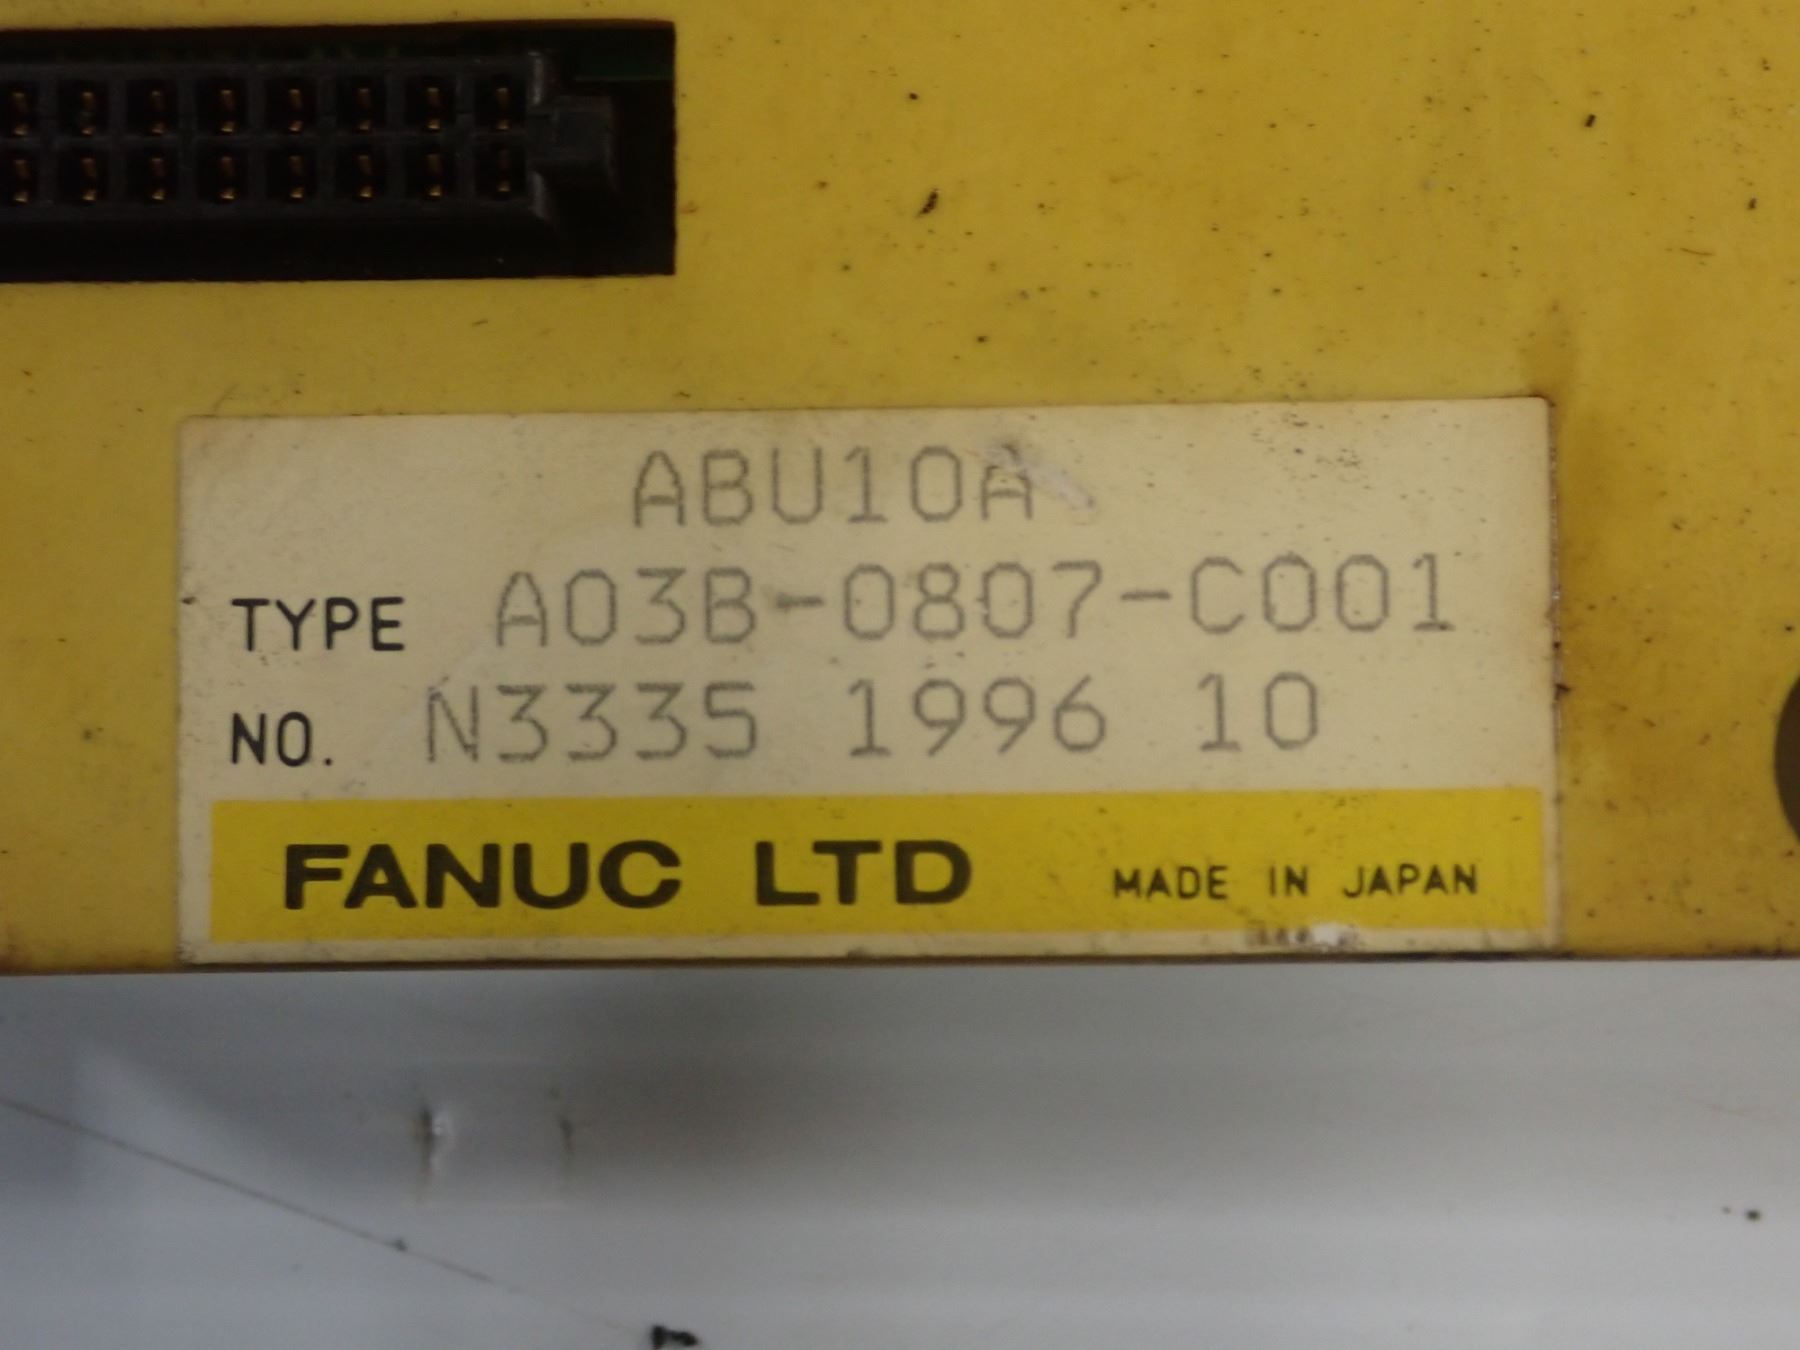 ABU10A
TYPE A03B-0807-C001
NO. N3335 1996 10
FANUC LTD MADE IN JAPAN